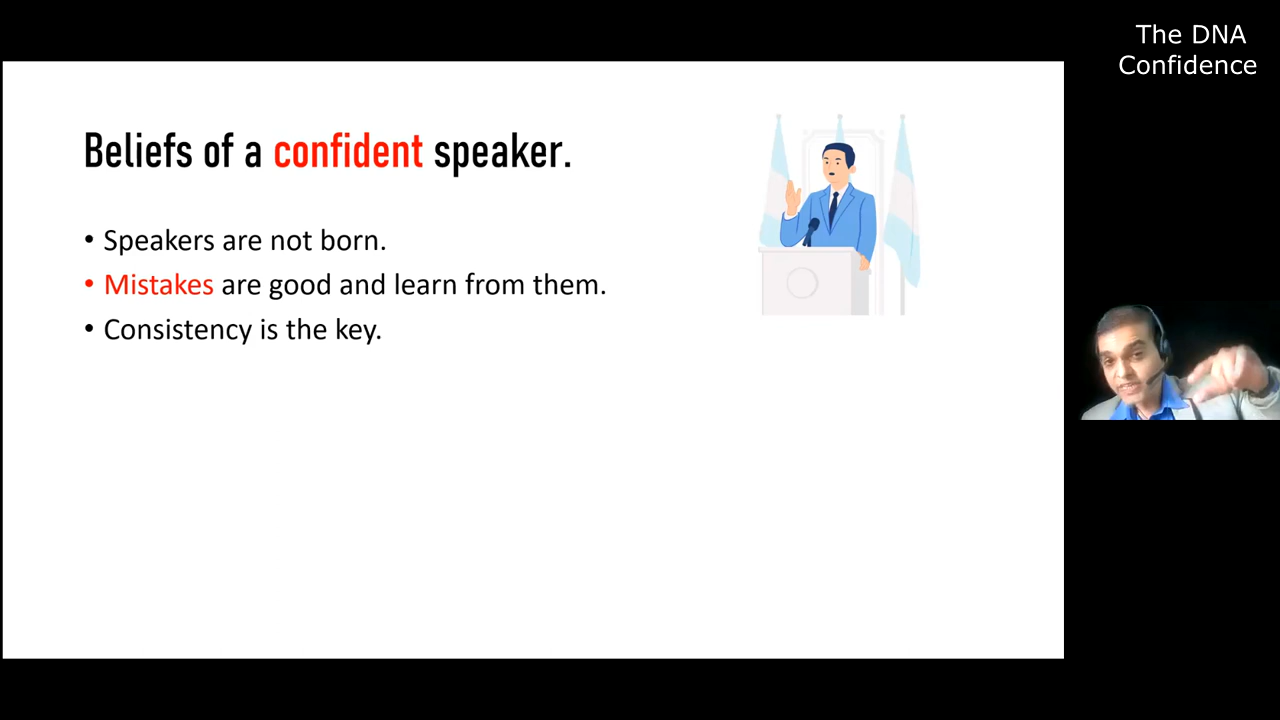 The DNA
Confidence
Beliefs of a confident speaker.
• Speakers are not born.
• Mistakes are good and learn from them.
• Consistency is the key.